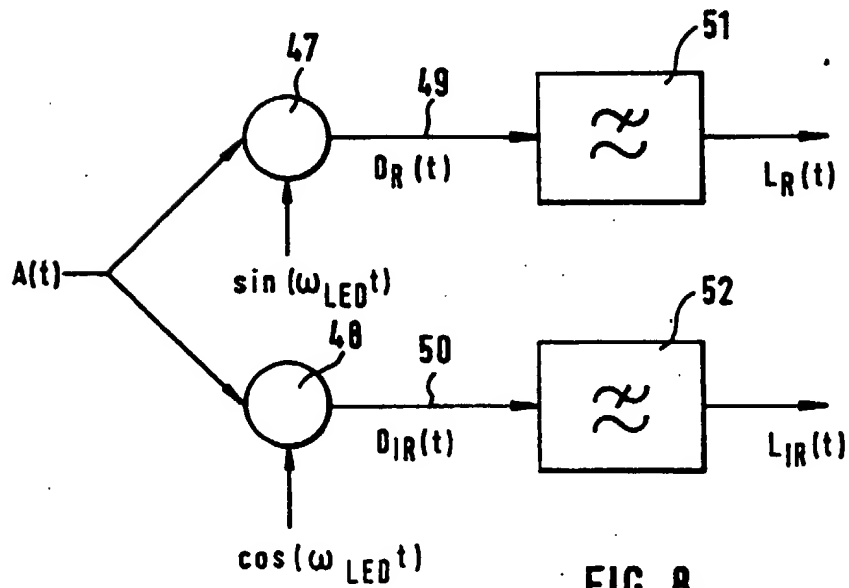 47
49
51
D_R(t)
L_R(t)
A(t)
sin(ω_LED t)
48
50
52
D_IR(t)
L_IR(t)
cos(ω_LED t)
FIG. 8